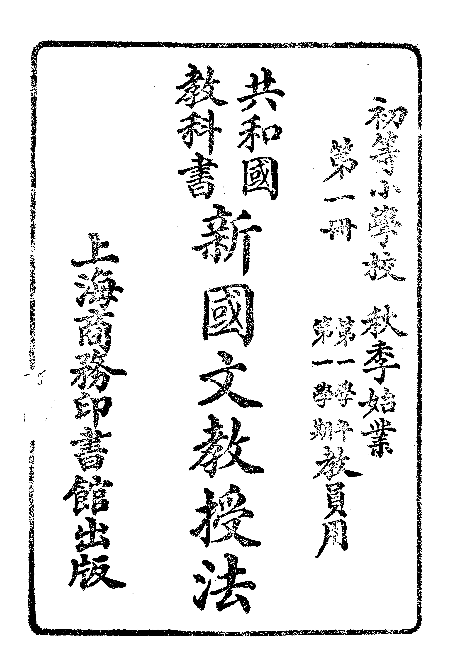 初等小學校 秋季始業
第一冊
第一學年
第一學期
教員用
共和國
教科書
新國文教授法
上海商務印書館出版